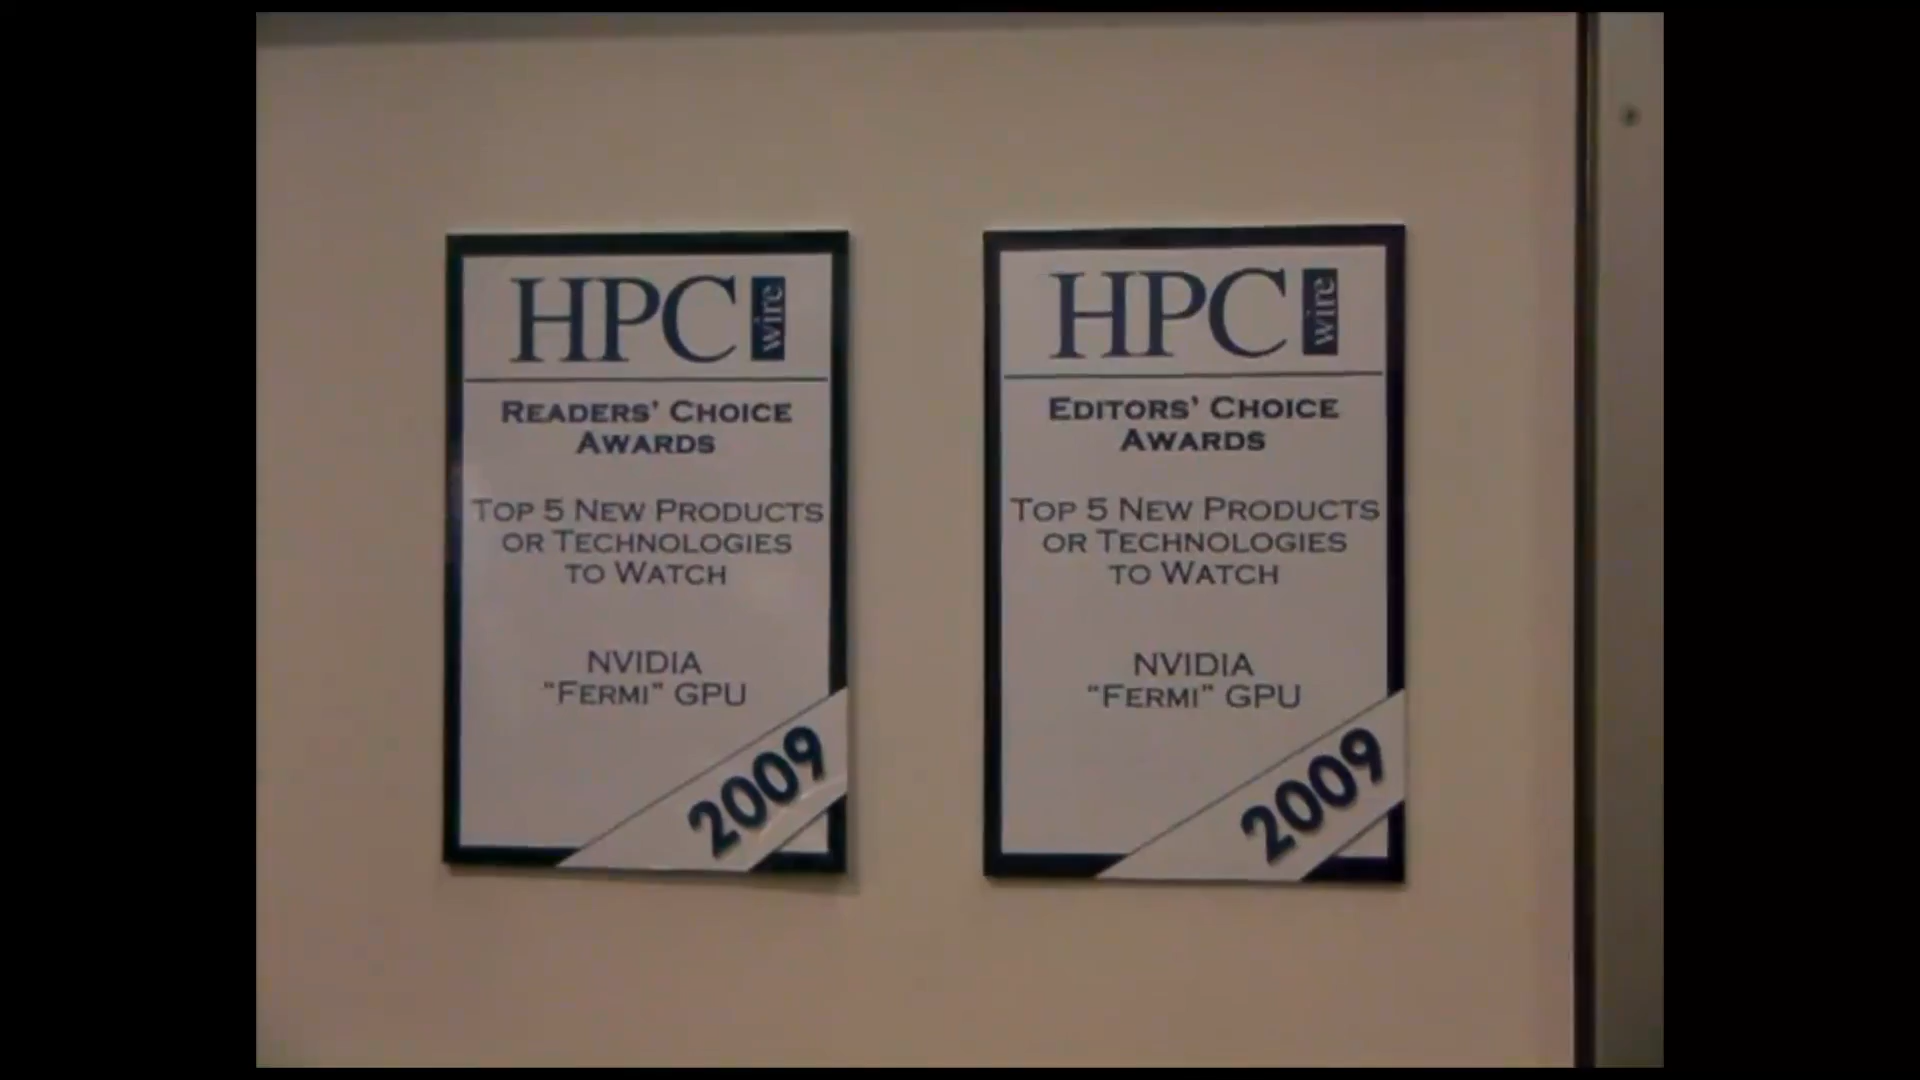 HPC wire
READERS' CHOICE
AWARDS
TOP 5 NEW PRODUCTS
OR TECHNOLOGIES
TO WATCH
NVIDIA
"FERMI" GPU
2009
HPC wire
EDITORS' CHOICE
AWARDS
TOP 5 NEW PRODUCTS
OR TECHNOLOGIES
TO WATCH
NVIDIA
"FERMI" GPU
2009